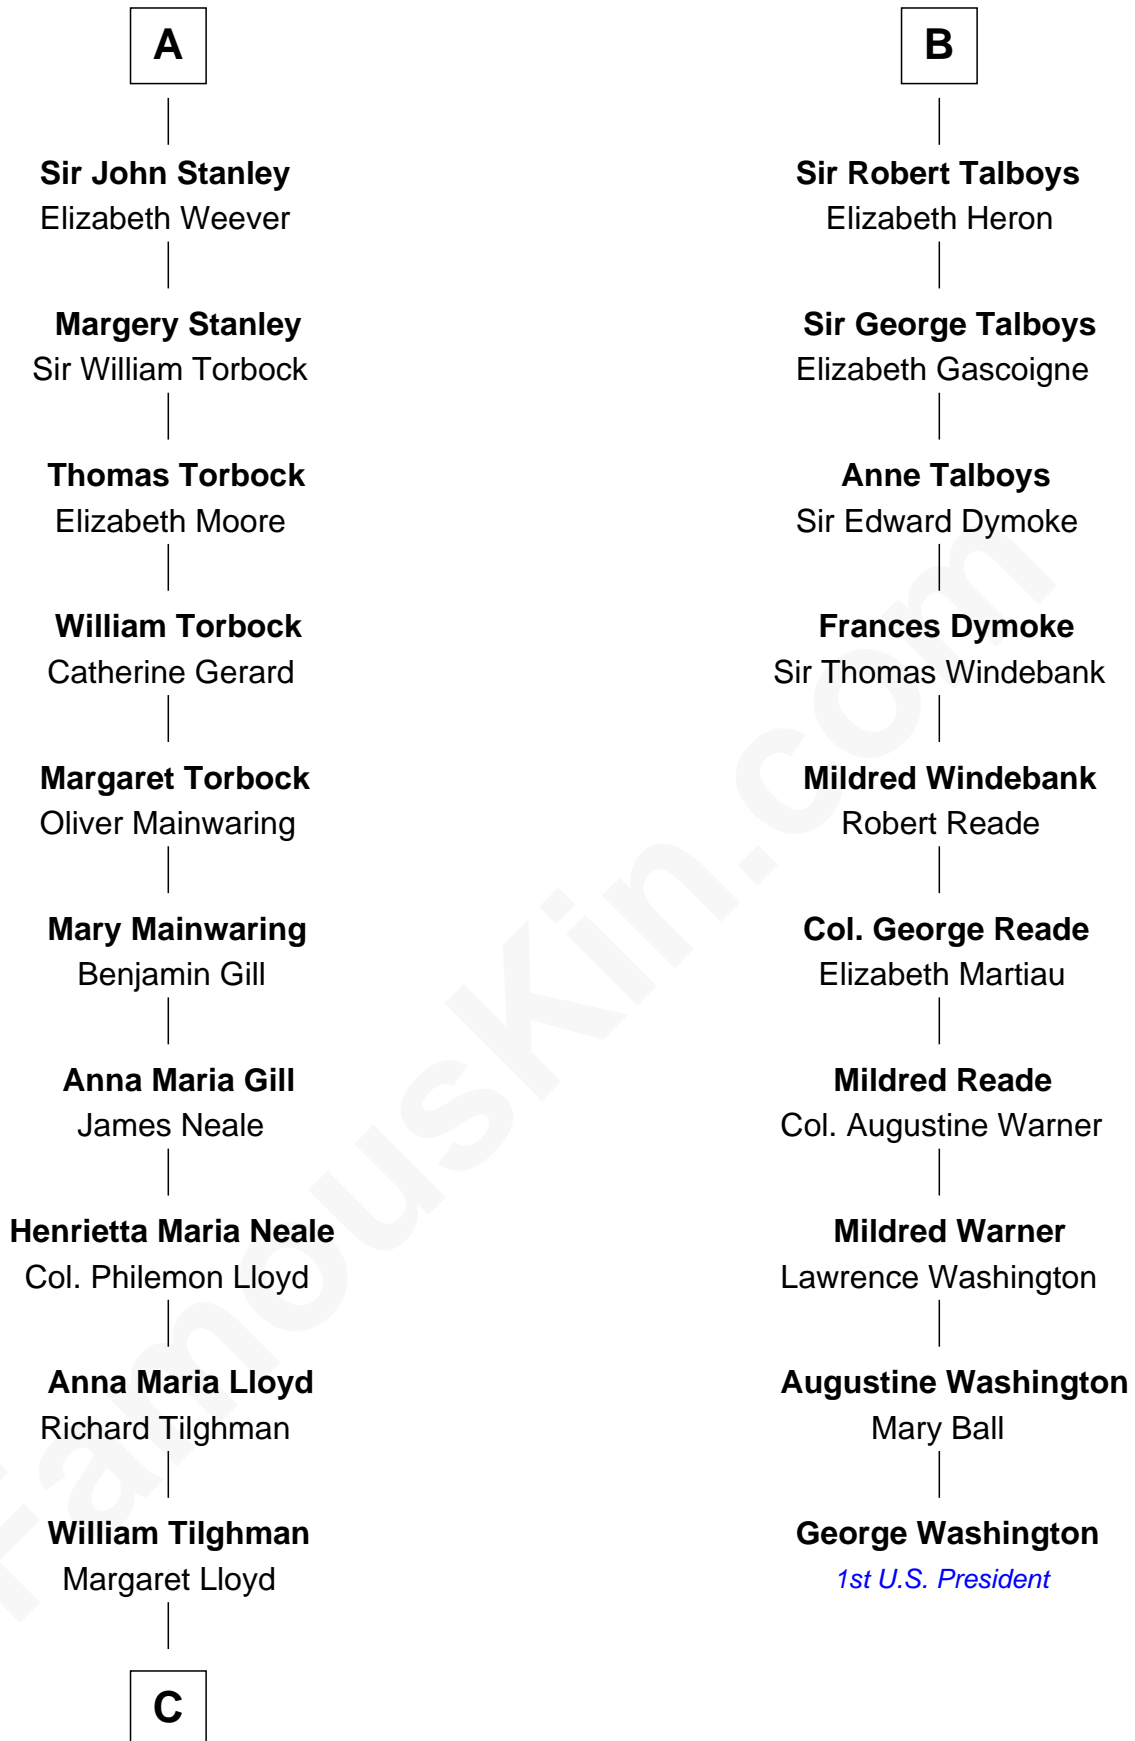 A
Sir John Stanley
Elizabeth Weever
Margery Stanley
Sir William Torbock
Thomas Torbock
Elizabeth Moore
William Torbock
Catherine Gerard
Margaret Torbock
Oliver Mainwaring
Mary Mainwaring
Benjamin Gill
Anna Maria Gill
James Neale
Henrietta Maria Neale
Col. Philemon Lloyd
Anna Maria Lloyd
Richard Tilghman
William Tilghman
Margaret Lloyd
C
B
Sir Robert Talboys
Elizabeth Heron
Sir George Talboys
Elizabeth Gascoigne
Anne Talboys
Sir Edward Dymoke
Frances Dymoke
Sir Thomas Windebank
Mildred Windebank
Robert Reade
Col. George Reade
Elizabeth Martiau
Mildred Reade
Col. Augustine Warner
Mildred Warner
Lawrence Washington
Augustine Washington
Mary Ball
George Washington
1st U.S. President
FamousKin.com